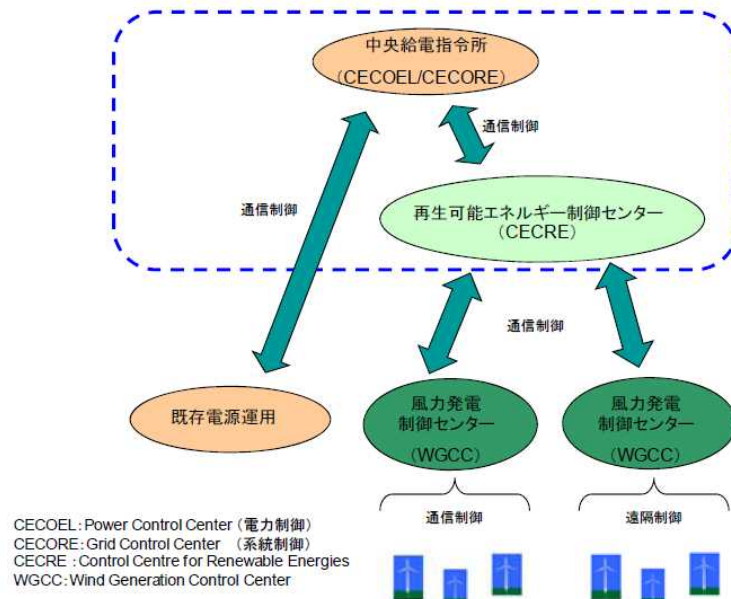 中央給電指令所
(CECOEL/CECORE)
通信制御
通信制御
再生可能エネルギー制御センター
(CECRE)
通信制御
既存電源運用
風力発電
制御センター
(WGCC)
風力発電
制御センター
(WGCC)
通信制御
遠隔制御
CECOEL:Power Control Center (電力制御)
CECORE:Grid Control Center (系統制御)
CECRE :Control Centre for Renewable Energies
WGCC:Wind Generation Control Center